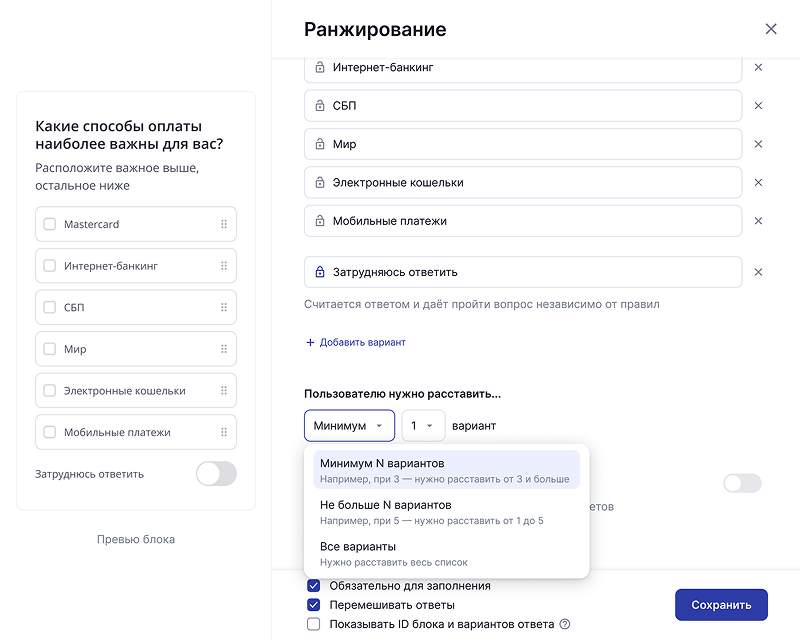 Ранжирование
Какие способы оплаты
наиболее важны для вас?
Расположите важное выше,
остальное ниже
Mastercard
Интернет-банкинг
СБП
Мир
Электронные кошельки
Мобильные платежи
Затруднюсь ответить
Превью блока
Интернет-банкинг
СБП
Мир
Электронные кошельки
Мобильные платежи
Затрудняюсь ответить
Считается ответом и даёт пройти вопрос независимо от правил
+ Добавить вариант
Пользователю нужно расставить...
Минимум 1 вариант
Минимум N вариантов
Например, при 3 — нужно расставить от 3 и больше
Не больше N вариантов
Например, при 5 — нужно расставить от 1 до 5
Все варианты
Нужно расставить весь список
етов
Обязательно для заполнения
Перемешивать ответы
Показывать ID блока и вариантов ответа
Сохранить